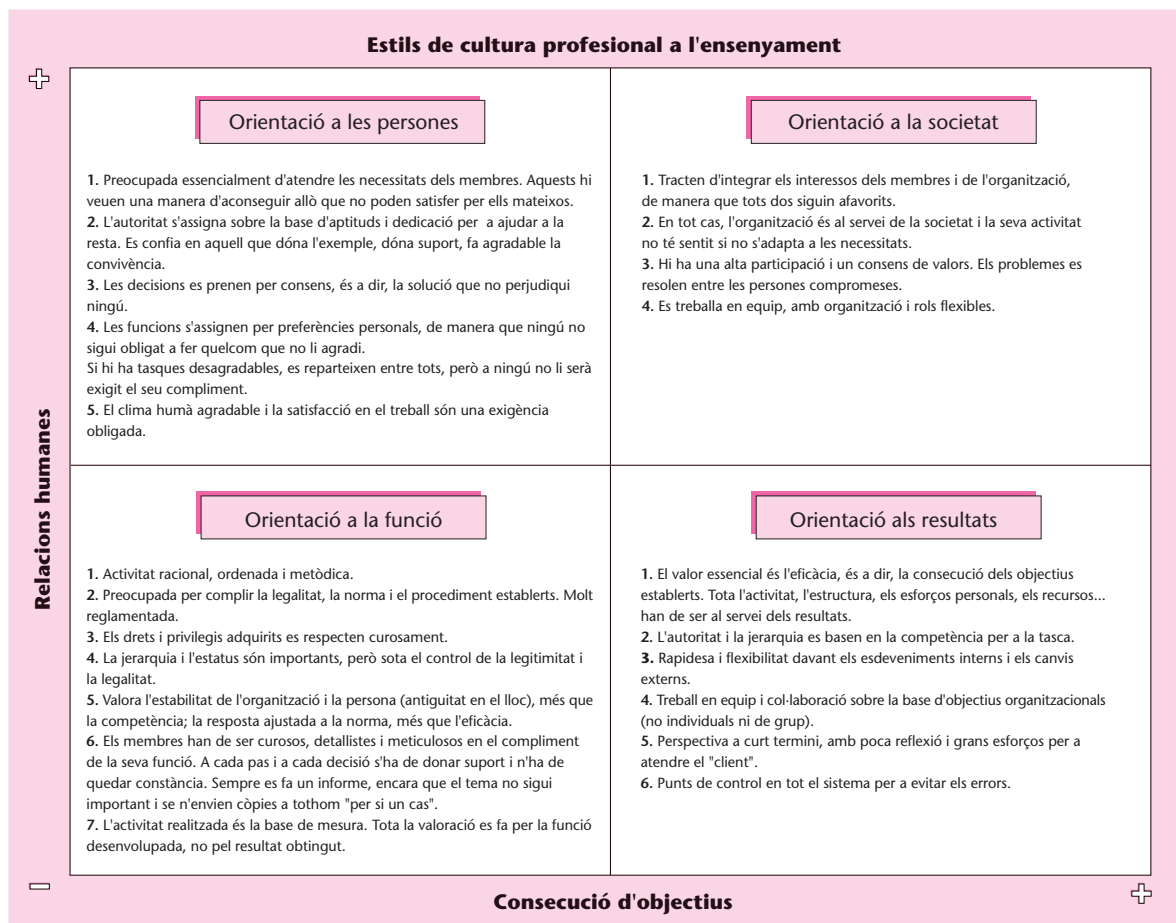 Estils de cultura profesional a l'ensenyament
Orientació a les persones
1. Preocupada essencialment d'atendre les necessitats dels membres. Aquests hi
veuen una manera d'aconseguir allò que no poden satisfer per ells mateixos.
2. L'autoritat s'assigna sobre la base d'aptituds i dedicació per a ajudar a la
resta. Es confia en aquell que dóna l'exemple, dóna suport, fa agradable la
convivència.
3. Les decisions es prenen per consens, és a dir, la solució que no perjudiqui
ningú.
4. Les funcions s'assignen per preferències personals, de manera que ningú no
sigui obligat a fer quelcom que no li agradi.
Si hi ha tasques desagradables, es reparteixen entre tots, però a ningú no li serà
exigit el seu compliment.
5. El clima humà agradable i la satisfacció en el treball són una exigència
obligada.
Orientació a la societat
1. Tracten d'integrar els interessos dels membres i de l'organització,
de manera que tots dos siguin afavorits.
2. En tot cas, l'organització és al servei de la societat i la seva activitat
no té sentit si no s'adapta a les necessitats.
3. Hi ha una alta participació i un consens de valors. Els problemes es
resolen entre les persones compromeses.
4. Es treballa en equip, amb organització i rols flexibles.
Relacions humanes
Orientació a la funció
1. Activitat racional, ordenada i metòdica.
2. Preocupada per complir la legalitat, la norma i el procediment establerts. Molt
reglamentada.
3. Els drets i privilegis adquirits es respecten curosament.
4. La jerarquia i l'estatus són importants, però sota el control de la legitimitat i
la legalitat.
5. Valora l'estabilitat de l'organització i la persona (antiguitat en el lloc), més que
la competència; la resposta ajustada a la norma, més que l'eficàcia.
6. Els membres han de ser curosos, detallistes i meticulosos en el compliment
de la seva funció. A cada pas i a cada decisió s'ha de donar suport i n'ha de
quedar constància. Sempre es fa un informe, encara que el tema no sigui
important i se n'envien còpies a tothom "per si un cas".
7. L'activitat realitzada és la base de mesura. Tota la valoració es fa per la funció
desenvolupada, no pel resultat obtingut.
Orientació als resultats
1. El valor essencial és l'eficàcia, és a dir, la consecució dels objectius
establerts. Tota l'activitat, l'estructura, els esforços personals, els recursos...
han de ser al servei dels resultats.
2. L'autoritat i la jerarquia es basen en la competència per a la tasca.
3. Rapidesa i flexibilitat davant els esdeveniments interns i els canvis
externs.
4. Treball en equip i col·laboració sobre la base d'objectius organitzacionals
(no individuals ni de grup).
5. Perspectiva a curt termini, amb poca reflexió i grans esforços per a
atendre el "client".
6. Punts de control en tot el sistema per a evitar els errors.
Consecució d'objectius